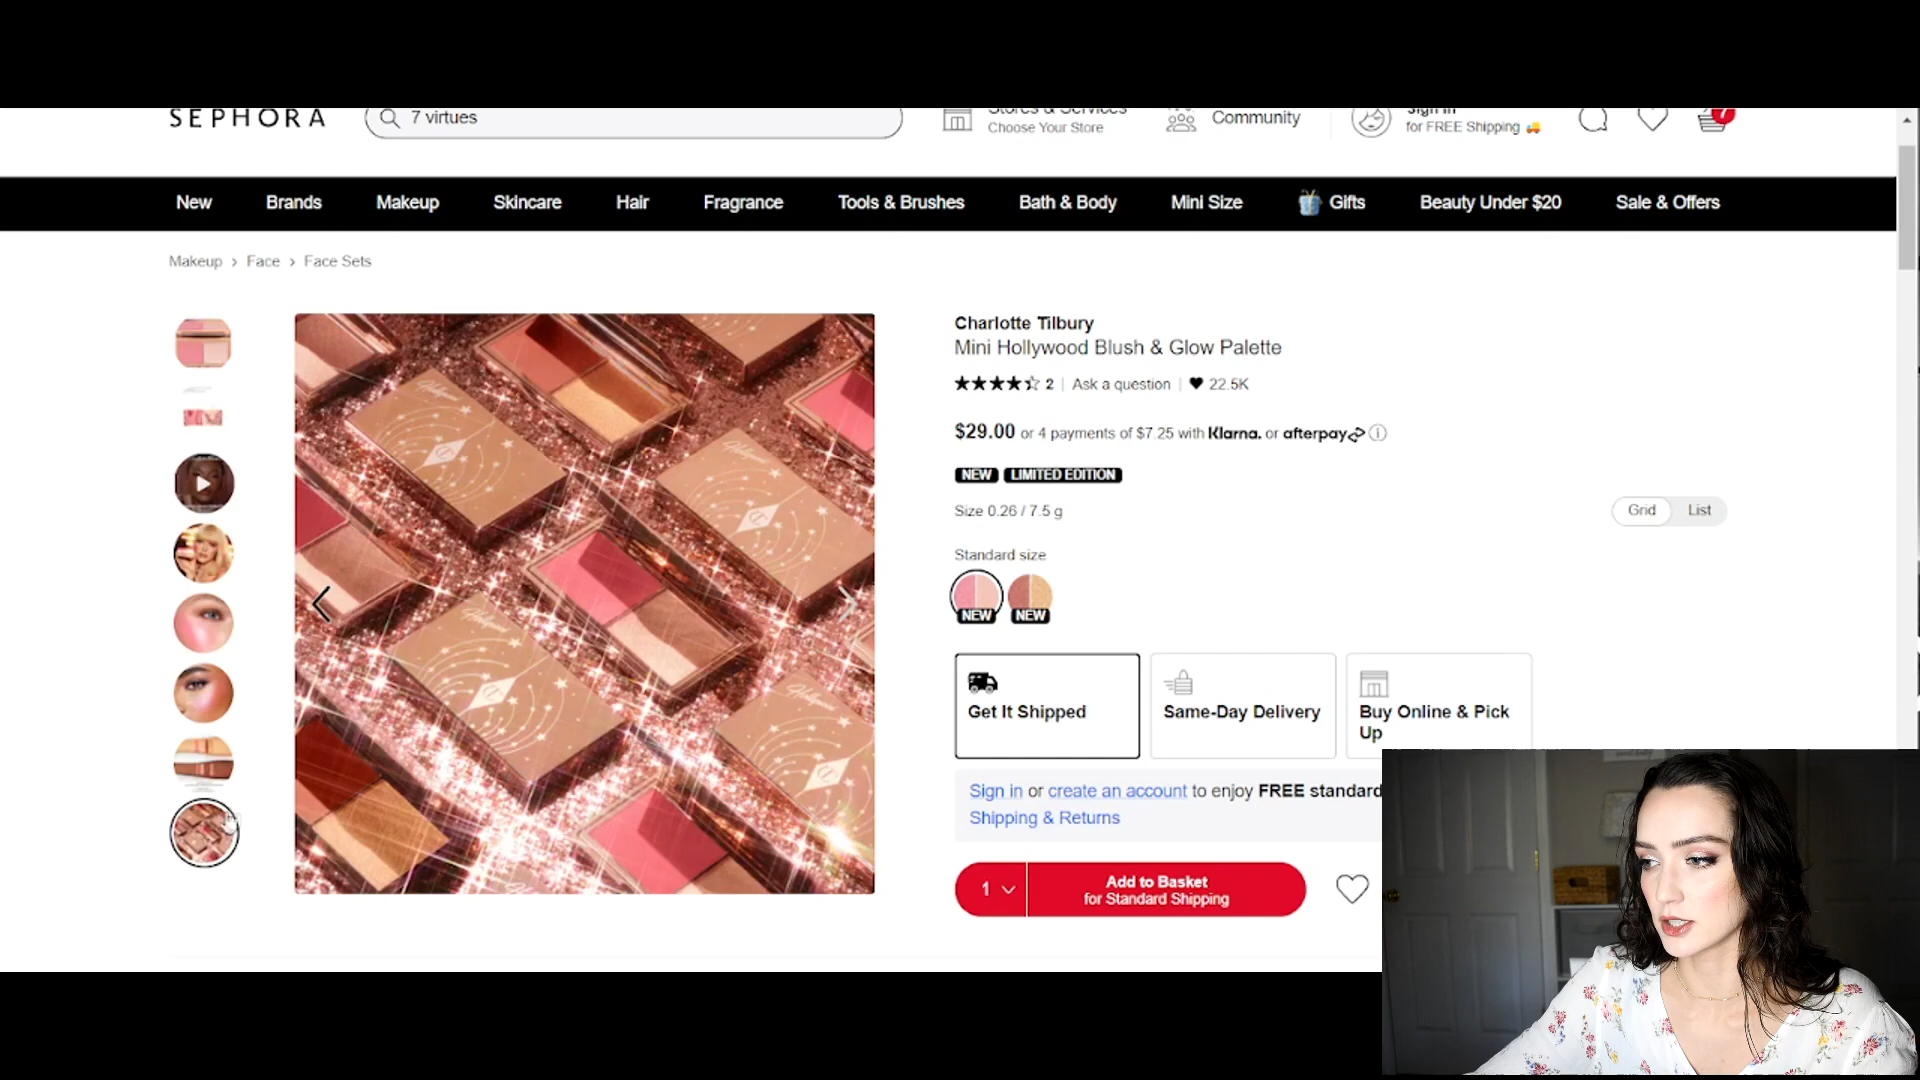 SEPHORA
7 virtues
Stores & Services
Choose Your Store
Community
Sign In
for FREE Shipping
7
New
Brands
Makeup
Skincare
Hair
Fragrance
Tools & Brushes
Bath & Body
Mini Size
Gifts
Beauty Under $20
Sale & Offers
Makeup > Face > Face Sets
Charlotte Tilbury
Mini Hollywood Blush & Glow Palette
2 | Ask a question | 22.5K
$29.00 or 4 payments of $7.25 with Klarna. or afterpay
NEW LIMITED EDITION
Size 0.26 / 7.5 g
Grid List
Standard size
NEW NEW
Get It Shipped
Same-Day Delivery
Buy Online & Pick
Up
Sign in or create an account to enjoy FREE standard
Shipping & Returns
1
Add to Basket
for Standard Shipping